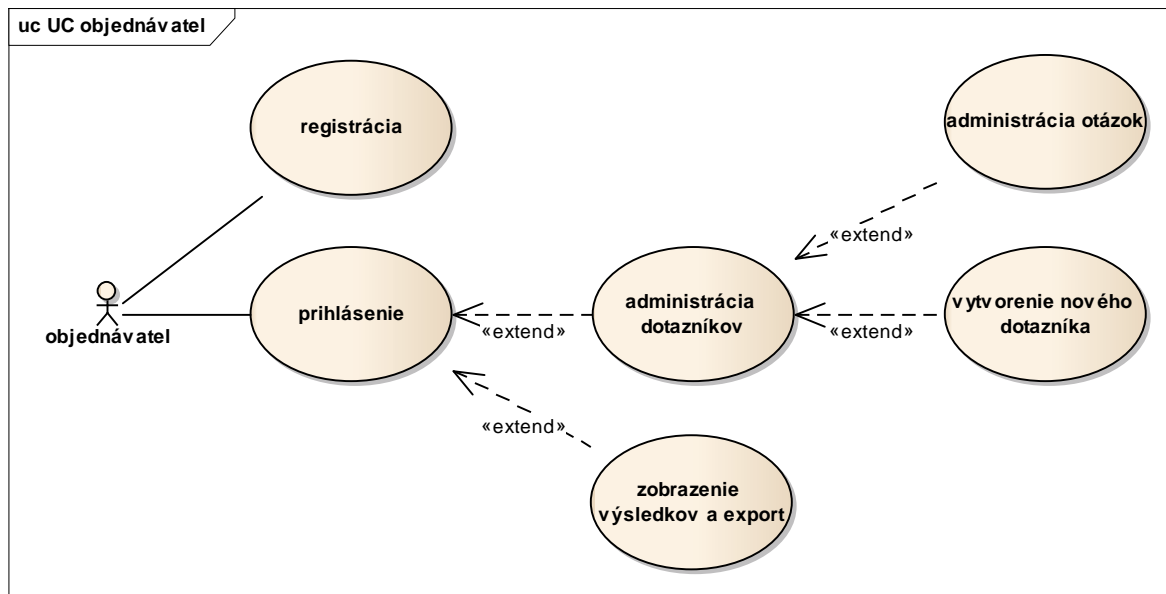 uc UC objednávatel
registrácia
administrácia otázok
«extend»
prihlásenie
administrácia
dotazníkov
vytvorenie nového
dotazníka
objednávatel
«extend»
«extend»
«extend»
zobrazenie
výsledkov a export